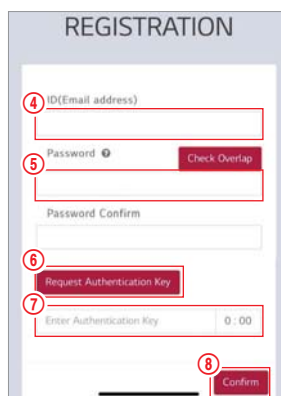 REGISTRATION
④ ID(Email address)
⑤ Password ?
Check Overlap
Password Confirm
⑥
Request Authentication Key
⑦
Enter Authentication Key 0 : 00
⑧
Confirm